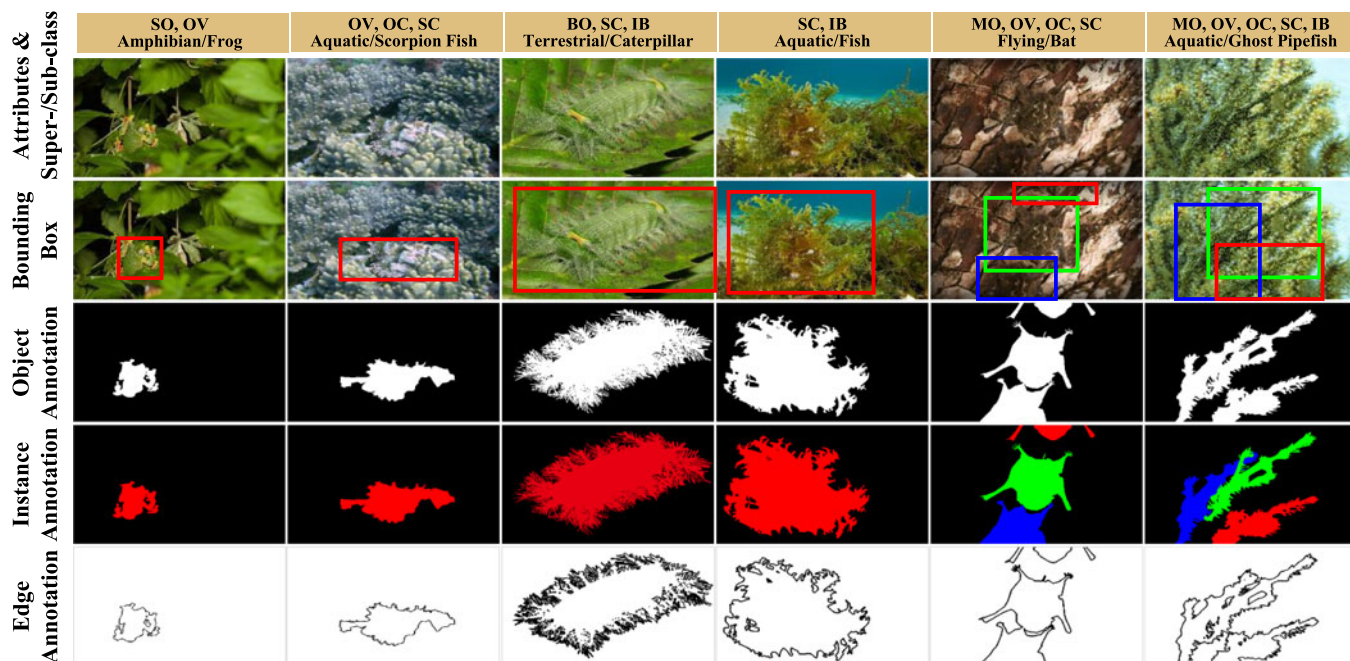 Attributes &
Super-/Sub-class
SO, OV
Amphibian/Frog
OV, OC, SC
Aquatic/Scorpion Fish
BO, SC, IB
Terrestrial/Caterpillar
SC, IB
Aquatic/Fish
MO, OV, OC, SC
Flying/Bat
MO, OV, OC, SC, IB
Aquatic/Ghost Pipefish
Bounding
Box
Object
Annotation
Instance
Annotation
Edge
Annotation